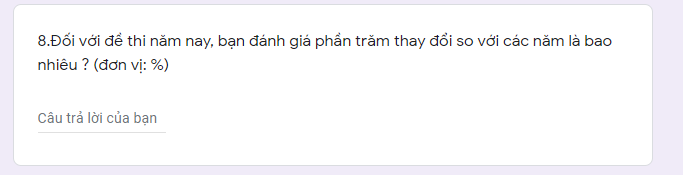 8.Đối với đề thi năm nay, bạn đánh giá phần trăm thay đổi so với các năm là bao
nhiêu ? (đơn vị: %)
Câu trả lời của bạn